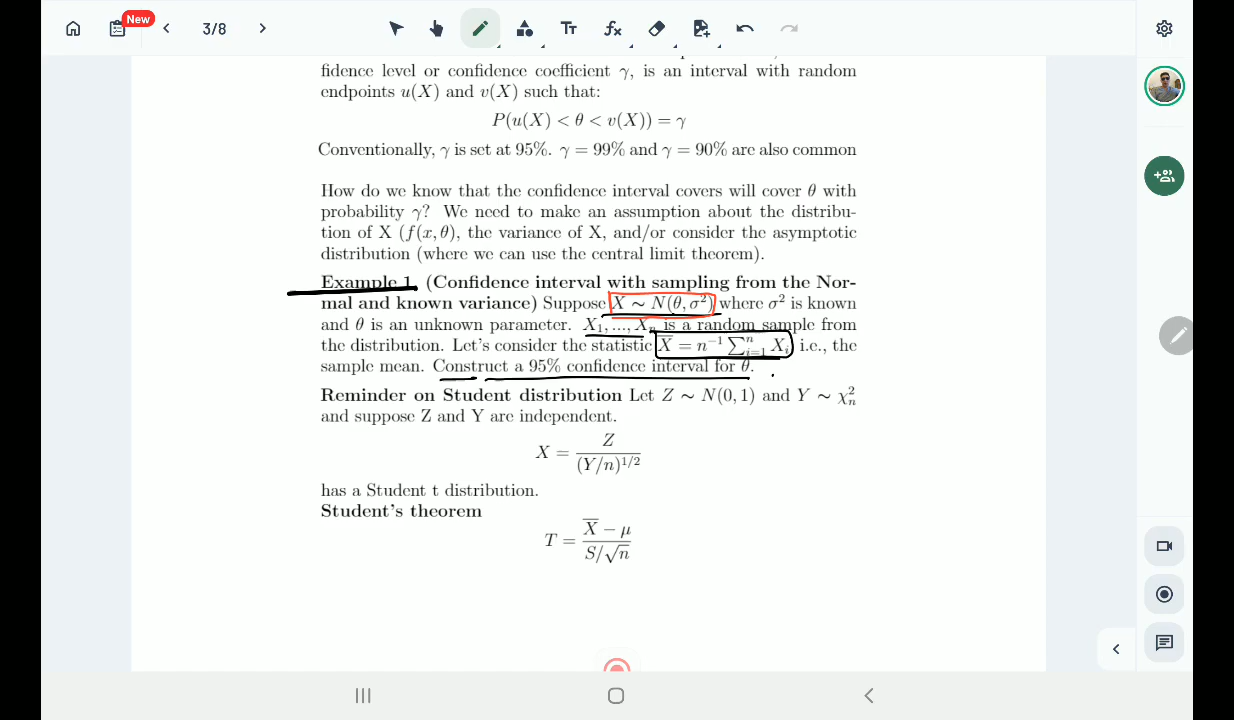 New
3/8
Tт
fx
fidence level or confidence coefficient γ, is an interval with random
endpoints u(X) and v(X) such that:
P(u(X) < θ < v(X)) = γ
Conventionally, γ is set at 95%. γ = 99% and γ = 90% are also common
How do we know that the confidence interval covers will cover θ with
probability γ? We need to make an assumption about the distribu-
tion of X (f(x, θ), the variance of X, and/or consider the asymptotic
distribution (where we can use the central limit theorem).
Example 1. (Confidence interval with sampling from the Nor-
mal and known variance) Suppose X ∼ N(θ, σ²) where σ² is known
and θ is an unknown parameter. X₁, ..., Xₙ is a random sample from
the distribution. Let's consider the statistic X̅ = n⁻¹ ∑ⁿᵢ₌₁ Xᵢ i.e., the
sample mean. Construct a 95% confidence interval for θ.
Reminder on Student distribution Let Z ∼ N(0, 1) and Y ∼ χ²ₙ
and suppose Z and Y are independent.
X = Z / (Y/n)^1/2
has a Student t distribution.
Student's theorem
T = X̅ − μ / S/√n